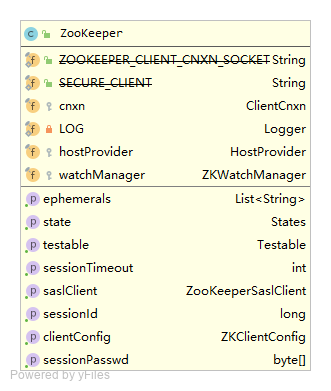 C ZooKeeper
f ZOOKEEPER_CLIENT_CNXN_SOCKET String
f SECURE_CLIENT String
f cnxn ClientCnxn
f LOG Logger
f hostProvider HostProvider
f watchManager ZKWatchManager
p ephemerals List<String>
p state States
p testable Testable
p sessionTimeout int
p saslClient ZooKeeperSaslClient
p sessionId long
p clientConfig ZKClientConfig
p sessionPasswd byte[]
Powered by yFiles